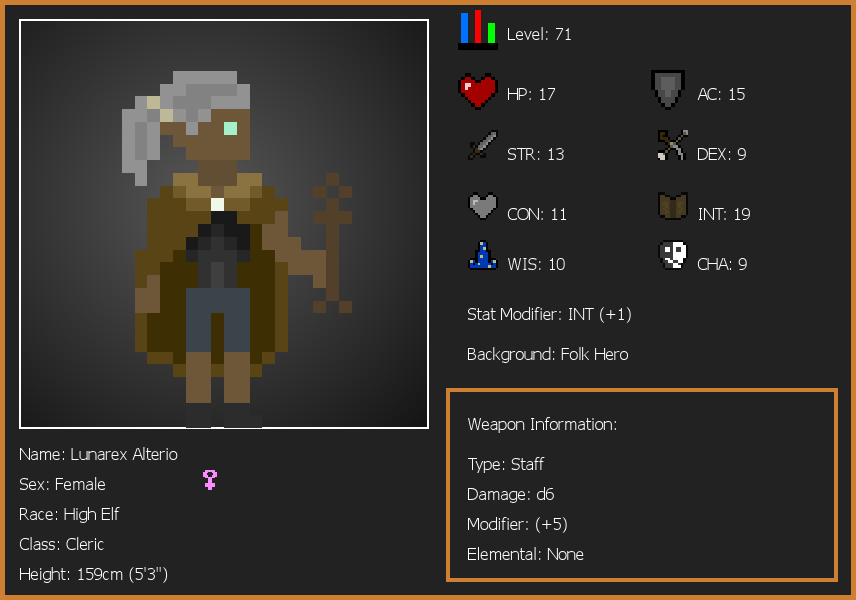 Level: 71
HP: 17
AC: 15
STR: 13
DEX: 9
CON: 11
INT: 19
WIS: 10
CHA: 9
Stat Modifier: INT (+1)
Background: Folk Hero
Weapon Information:
Type: Staff
Damage: d6
Modifier: (+5)
Elemental: None
Name: Lunarex Alterio
Sex: Female
Race: High Elf
Class: Cleric
Height: 159cm (5'3")